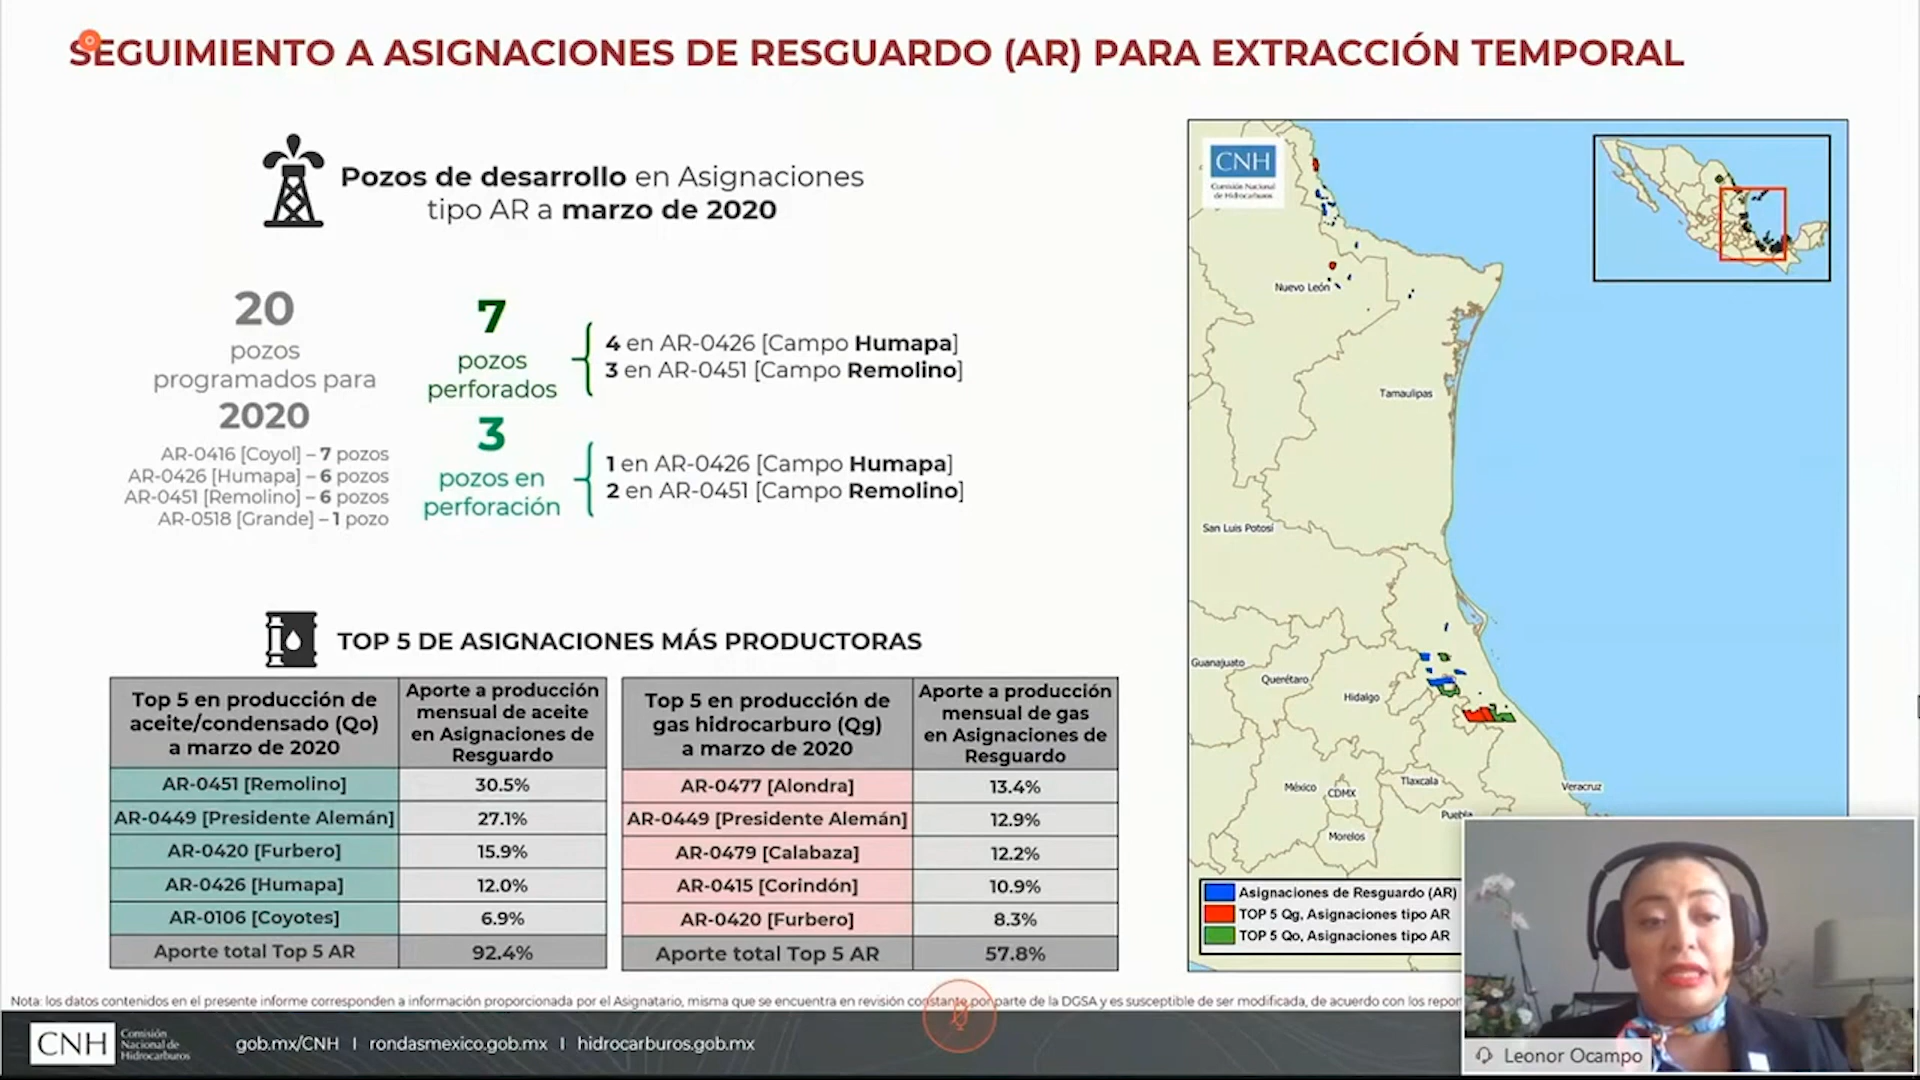 SEGUIMIENTO A ASIGNACIONES DE RESGUARDO (AR) PARA EXTRACCIÓN TEMPORAL
Pozos de desarrollo en Asignaciones
tipo AR a marzo de 2020
20
pozos
programados para
2020
AR-0416 [Coyol] – 7 pozos
AR-0426 [Humapa] – 6 pozos
AR-0451 [Remolino] – 6 pozos
AR-0518 [Grande] – 1 pozo
7
pozos
perforados
4 en AR-0426 [Campo Humapa]
3 en AR-0451 [Campo Remolino]
3
pozos en
perforación
1 en AR-0426 [Campo Humapa]
2 en AR-0451 [Campo Remolino]
TOP 5 DE ASIGNACIONES MÁS PRODUCTORAS
Top 5 en producción de
aceite/condensado (Qo)
a marzo de 2020
Aporte a producción
mensual de aceite
en Asignaciones de
Resguardo
AR-0451 [Remolino] 30.5%
AR-0449 [Presidente Alemán] 27.1%
AR-0420 [Furbero] 15.9%
AR-0426 [Humapa] 12.0%
AR-0106 [Coyotes] 6.9%
Aporte total Top 5 AR 92.4%
Top 5 en producción de
gas hidrocarburo (Qg)
a marzo de 2020
Aporte a producción
mensual de gas
en Asignaciones de
Resguardo
AR-0477 [Alondra] 13.4%
AR-0449 [Presidente Alemán] 12.9%
AR-0479 [Calabaza] 12.2%
AR-0415 [Corindón] 10.9%
AR-0420 [Furbero] 8.3%
Aporte total Top 5 AR 57.8%
CNH
Comisión Nacional
de Hidrocarburos
Nuevo León
Tamaulipas
San Luis Potosí
Guanajuato
Querétaro
Hidalgo
México
CDMX
Tlaxcala
Veracruz
Puebla
Morelos
Asignaciones de Resguardo (AR)
TOP 5 Qg, Asignaciones tipo AR
TOP 5 Qo, Asignaciones tipo AR
Nota: los datos contenidos en el presente informe corresponden a información proporcionada por el Asignatario, misma que se encuentra en revisión constante por parte de la DGSA y es susceptible de ser modificada, de acuerdo con los repor
CNH
Comisión
Nacional de
Hidrocarburos
gob.mx/CNH | rondasmexico.gob.mx | hidrocarburos.gob.mx
Leonor Ocampo